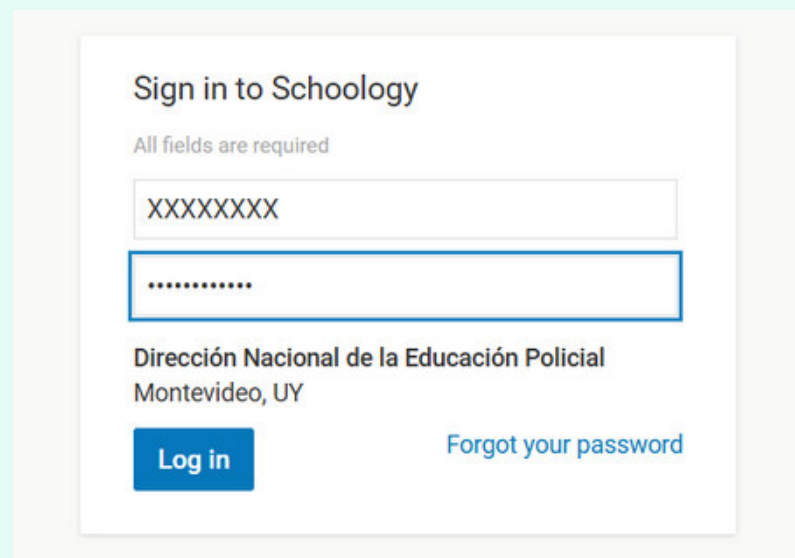 Sign in to Schoology
All fields are required
XXXXXXXX
••••••••••••
Dirección Nacional de la Educación Policial
Montevideo, UY
Log in
Forgot your password